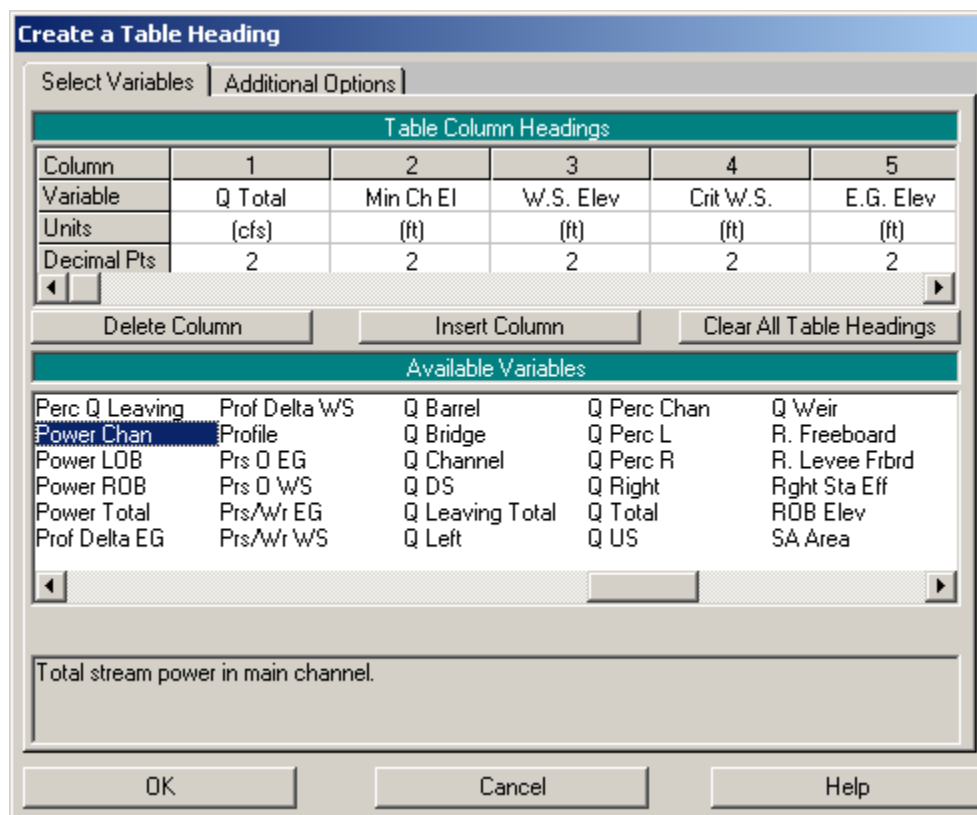 Create a Table Heading
Select Variables Additional Options
Table Column Headings
Column 1 2 3 4 5
Variable Q Total Min Ch El W.S. Elev Crit W.S. E.G. Elev
Units (cfs) (ft) (ft) (ft) (ft)
Decimal Pts 2 2 2 2 2
Delete Column Insert Column Clear All Table Headings
Available Variables
Perc Q Leaving Prof Delta WS Q Barrel Q Perc Chan Q Weir
Power Chan Profile Q Bridge Q Perc L R. Freeboard
Power LOB Prs O EG Q Channel Q Perc R R. Levee Frbrd
Power ROB Prs O WS Q DS Q Right Rght Sta Eff
Power Total Prs/Wr EG Q Leaving Total Q Total ROB Elev
Prof Delta EG Prs/Wr WS Q Left Q US SA Area
Total stream power in main channel.
OK Cancel Help